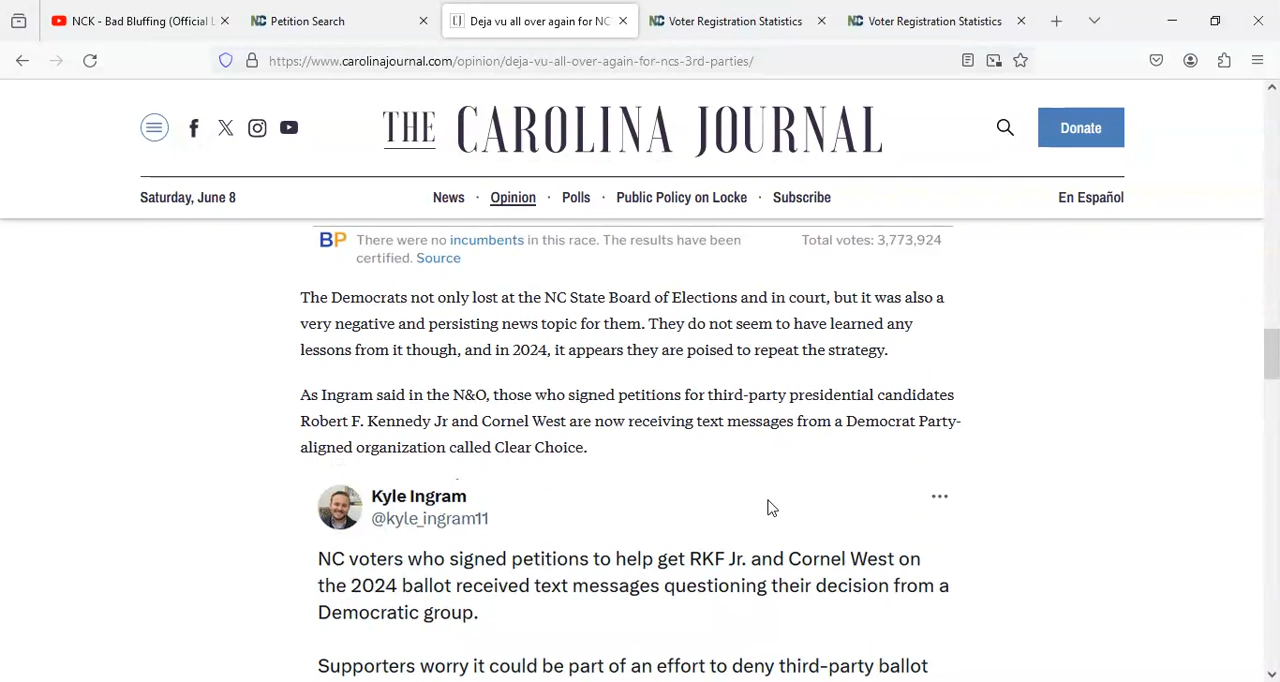 NCK - Bad Bluffing (Official L
Petition Search
Deja vu all over again for NC
Voter Registration Statistics
Voter Registration Statistics
https://www.carolinajournal.com/opinion/deja-vu-all-over-again-for-ncs-3rd-parties/
THE CAROLINA JOURNAL
Donate
Saturday, June 8
News · Opinion · Polls · Public Policy on Locke · Subscribe
En Español
BP There were no incumbents in this race. The results have been
certified. Source
Total votes: 3,773,924
The Democrats not only lost at the NC State Board of Elections and in court, but it was also a
very negative and persisting news topic for them. They do not seem to have learned any
lessons from it though, and in 2024, it appears they are poised to repeat the strategy.
As Ingram said in the N&O, those who signed petitions for third-party presidential candidates
Robert F. Kennedy Jr and Cornel West are now receiving text messages from a Democrat Party-
aligned organization called Clear Choice.
Kyle Ingram
@kyle_ingram11
NC voters who signed petitions to help get RKF Jr. and Cornel West on
the 2024 ballot received text messages questioning their decision from a
Democratic group.
Supporters worry it could be part of an effort to deny third-party ballot